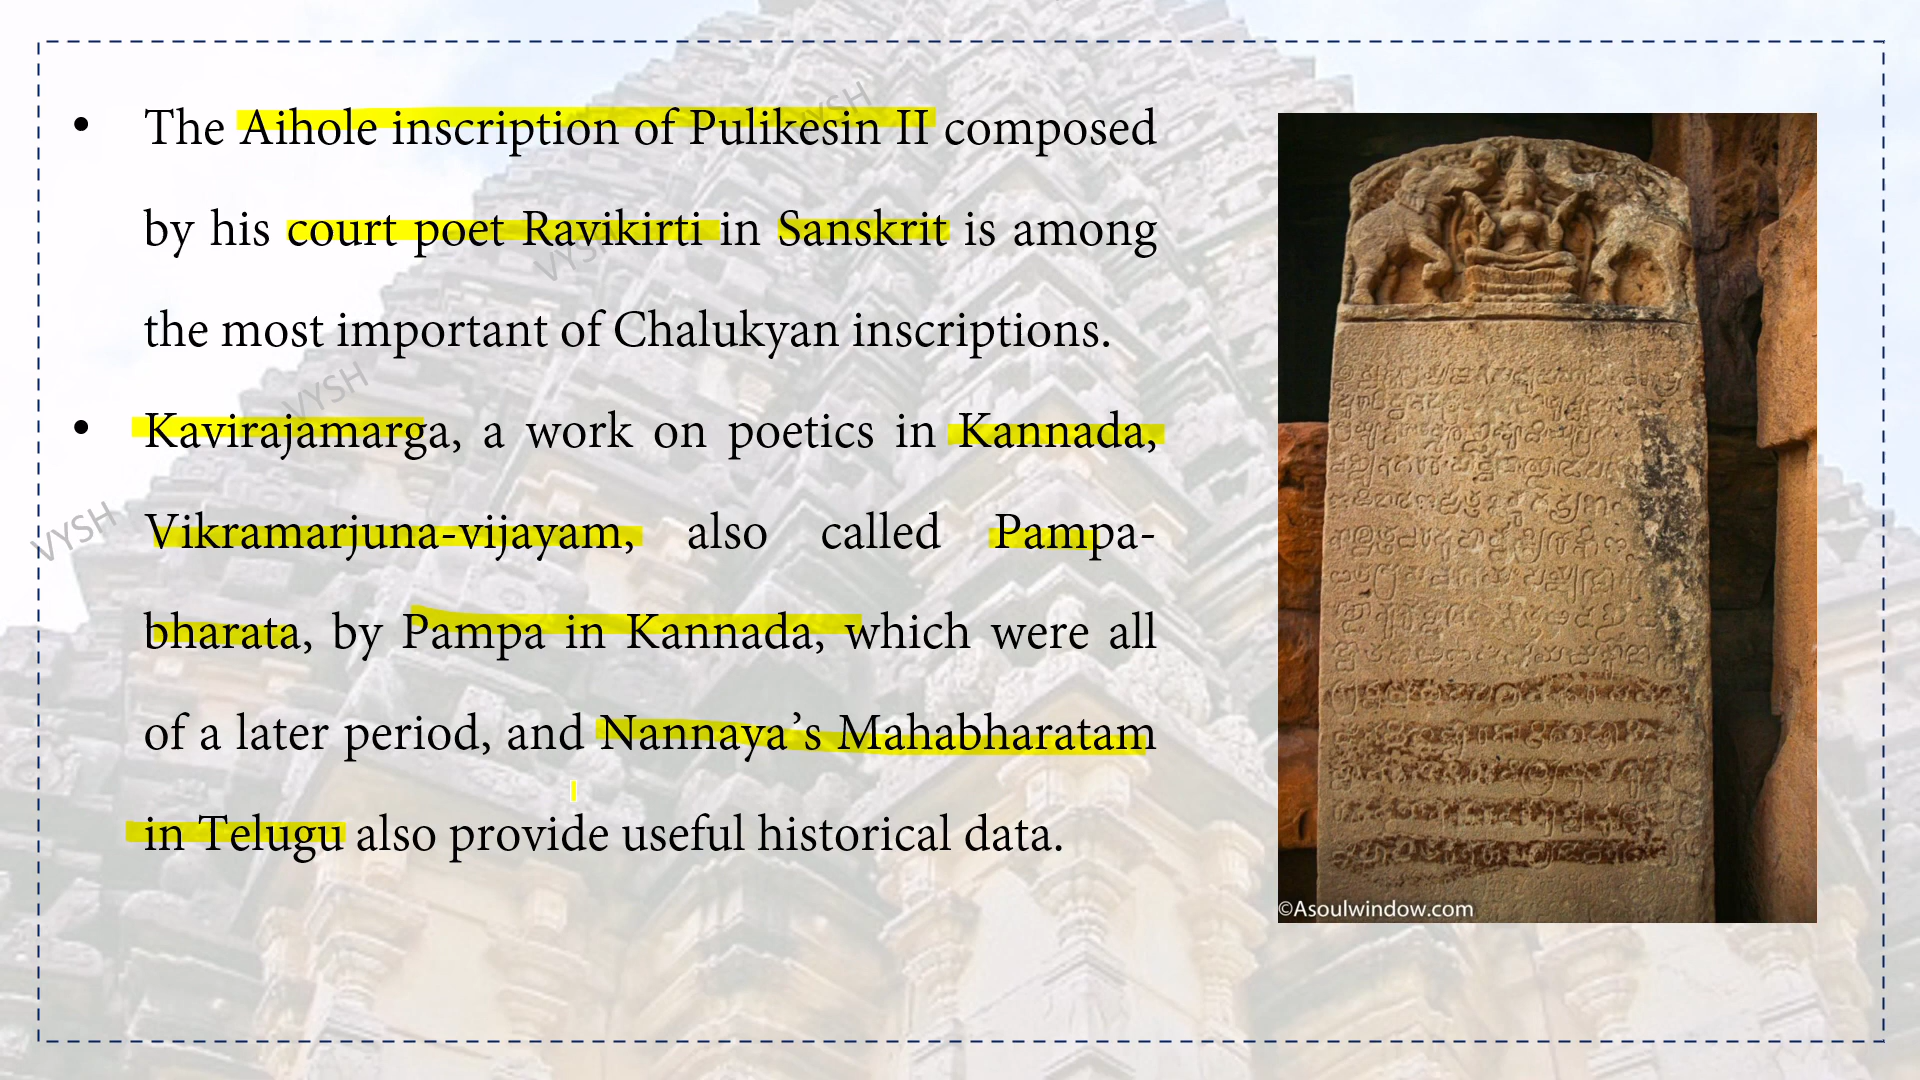 • The Aihole inscription of Pulikesin II composed
by his court poet Ravikirti in Sanskrit is among
the most important of Chalukyan inscriptions.
• Kavirajamarga, a work on poetics in Kannada,
Vikramarjuna-vijayam, also called Pampa-
bharata, by Pampa in Kannada, which were all
of a later period, and Nannaya’s Mahabharatam
in Telugu also provide useful historical data.
VYSH
VYSH
VYSH
VYSH
©Asoulwindow.com